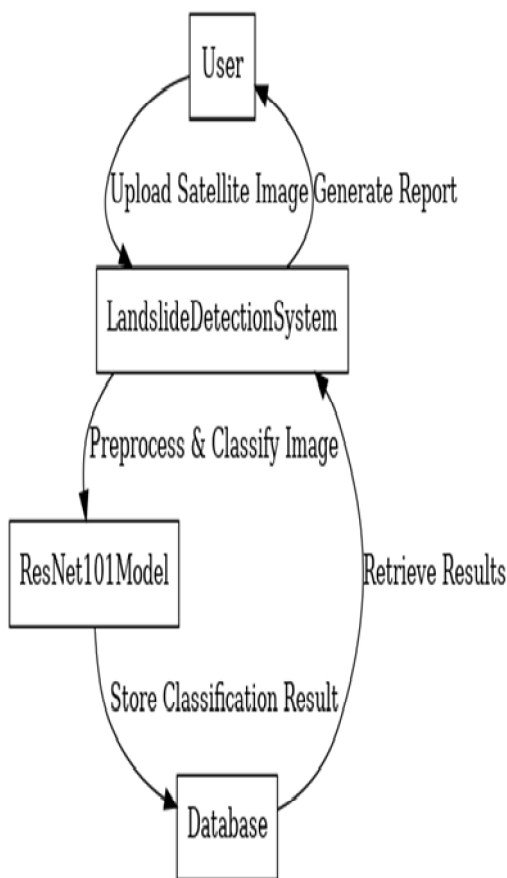 User
Upload Satellite Image
Generate Report
LandslideDetectionSystem
Preprocess & Classify Image
ResNet101Model
Retrieve Results
Store Classification Result
Database